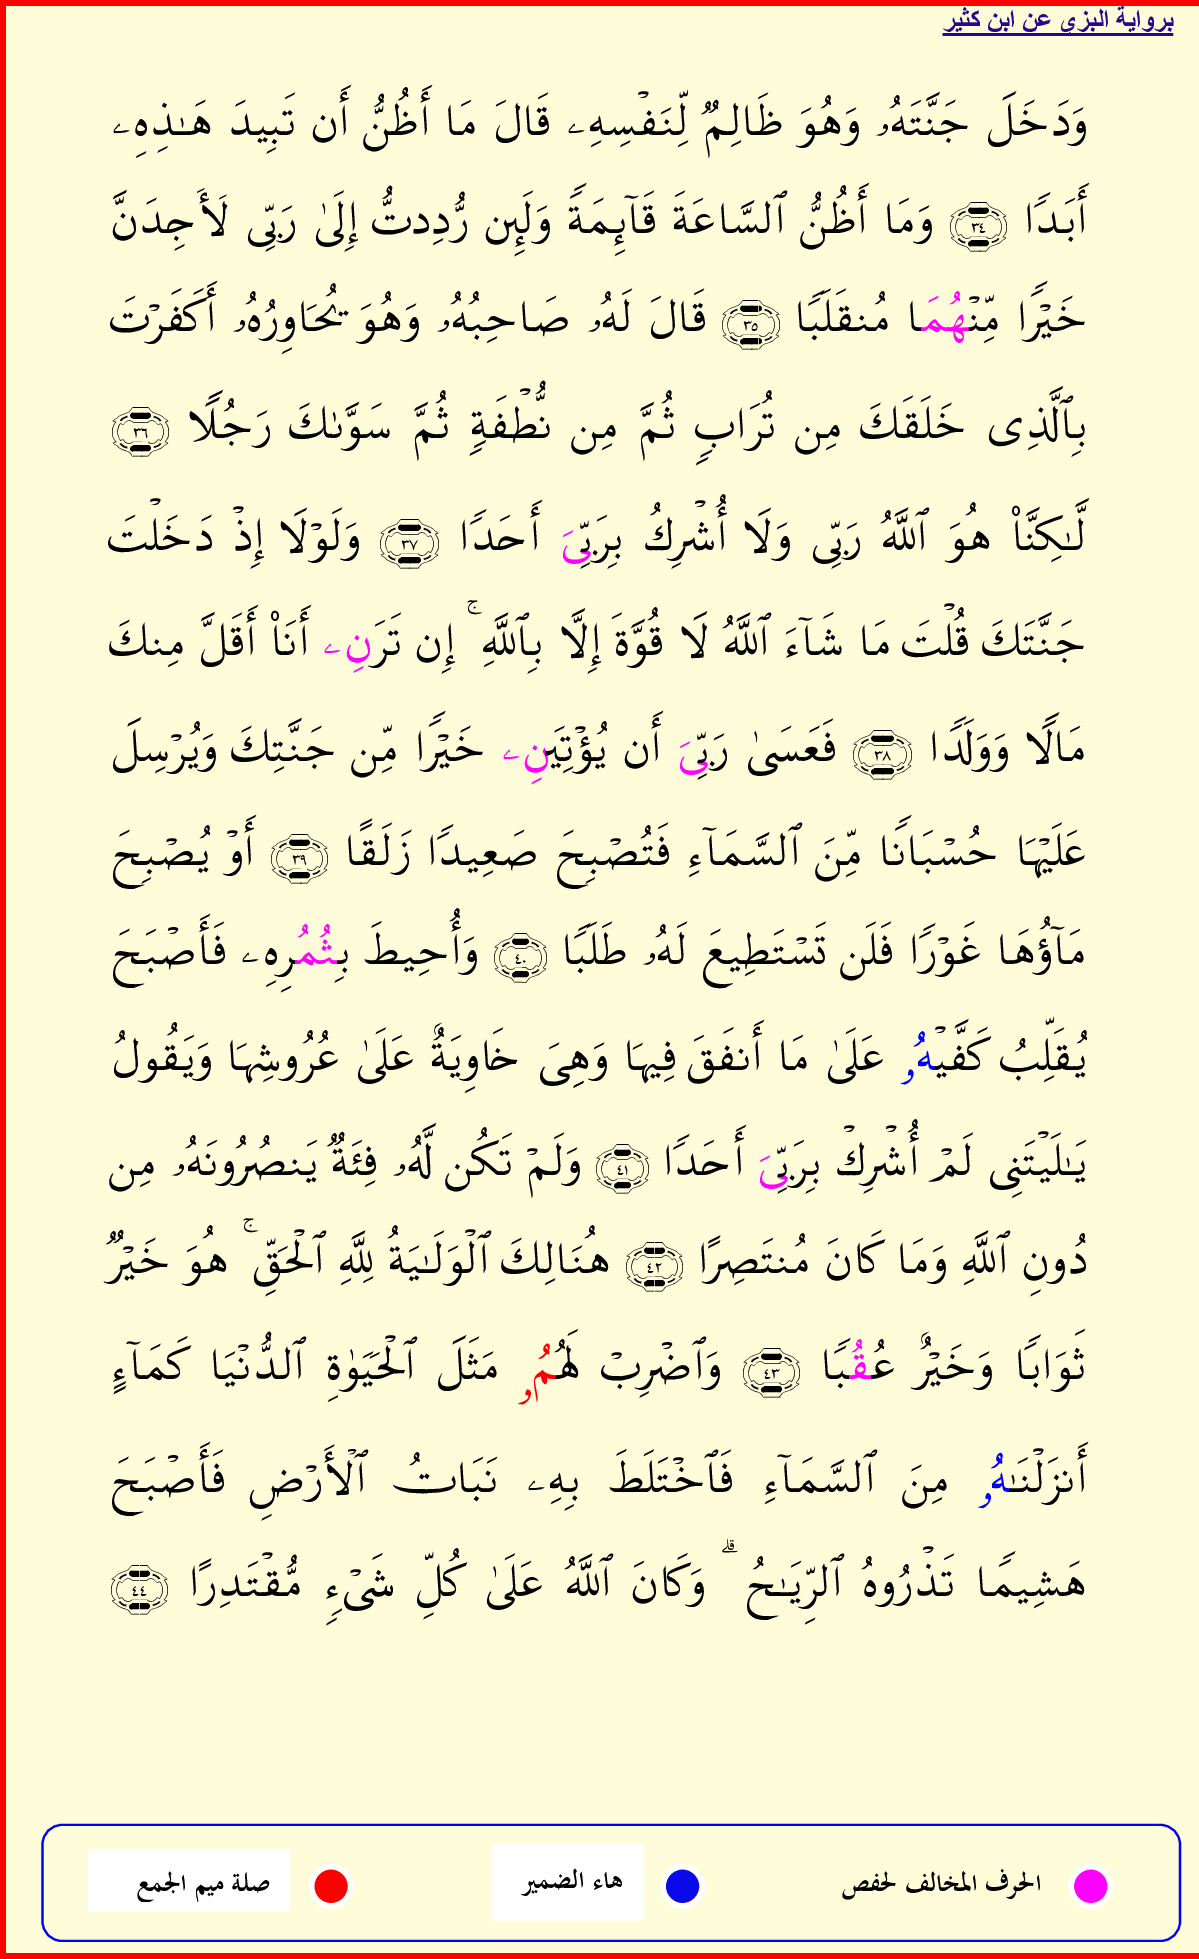 برواية البزي عن ابن كثير
وَدَخَلَ جَنَّتَهُۥ وَهُوَ ظَالِمٌ لِّنَفْسِهِۦ قَالَ مَا أَظُنُّ أَن تَبِيدَ هَـٰذِهِۦ
أَبَدًا ٣٤ وَمَا أَظُنُّ ٱلسَّاعَةَ قَآئِمَةً وَلَئِن رُّدِدتُّ إِلَىٰ رَبِّى لَأَجِدَنَّ
خَيْرًا مِّنْهُمَا مُنقَلَبًا ٣٥ قَالَ لَهُۥ صَاحِبُهُۥ وَهُوَ يُحَاوِرُهُۥ أَكَفَرْتَ
بِٱلَّذِى خَلَقَكَ مِن تُرَابٍ ثُمَّ مِن نُّطْفَةٍ ثُمَّ سَوَّىٰكَ رَجُلًا ٣٦
لَّـٰكِنَّا۠ هُوَ ٱللَّهُ رَبِّى وَلَا أُشْرِكُ بِرَبِّىَ أَحَدًا ٣٧ وَلَوْلَا إِذْ دَخَلْتَ
جَنَّتَكَ قُلْتَ مَا شَآءَ ٱللَّهُ لَا قُوَّةَ إِلَّا بِٱللَّهِ ۚ إِن تَرَنِۦ أَنَا۠ أَقَلَّ مِنكَ
مَالًا وَوَلَدًا ٣٨ فَعَسَىٰ رَبِّىَ أَن يُؤْتِيَنِۦ خَيْرًا مِّن جَنَّتِكَ وَيُرْسِلَ
عَلَيْهَا حُسْبَانًا مِّنَ ٱلسَّمَآءِ فَتُصْبِحَ صَعِيدًا زَلَقًا ٣٩ أَوْ يُصْبِحَ
مَآؤُهَا غَوْرًا فَلَن تَسْتَطِيعَ لَهُۥ طَلَبًا ٤٠ وَأُحِيطَ بِثُمُرِهِۦ فَأَصْبَحَ
يُقَلِّبُ كَفَّيْهُۥ عَلَىٰ مَا أَنفَقَ فِيهَا وَهِىَ خَاوِيَةٌ عَلَىٰ عُرُوشِهَا وَيَقُولُ
يَـٰلَيْتَنِى لَمْ أُشْرِكْ بِرَبِّىَ أَحَدًا ٤١ وَلَمْ تَكُن لَّهُۥ فِئَةٌ يَنصُرُونَهُۥ مِن
دُونِ ٱللَّهِ وَمَا كَانَ مُنتَصِرًا ٤٢ هُنَالِكَ ٱلْوَلَـٰيَةُ لِلَّهِ ٱلْحَقِّ ۚ هُوَ خَيْرٌ
ثَوَابًا وَخَيْرٌ عُقُبًا ٤٣ وَٱضْرِبْ لَهُمُۥ مَثَلَ ٱلْحَيَوٰةِ ٱلدُّنْيَا كَمَآءٍ
أَنزَلْنَـٰهُۥ مِنَ ٱلسَّمَآءِ فَٱخْتَلَطَ بِهِۦ نَبَاتُ ٱلْأَرْضِ فَأَصْبَحَ
هَشِيمًا تَذْرُوهُ ٱلرِّيَـٰحُ ۗ وَكَانَ ٱللَّهُ عَلَىٰ كُلِّ شَىْءٍ مُّقْتَدِرًا ٤٤
الحرف المخالف لحفص هاء الضمير صلة ميم الجمع